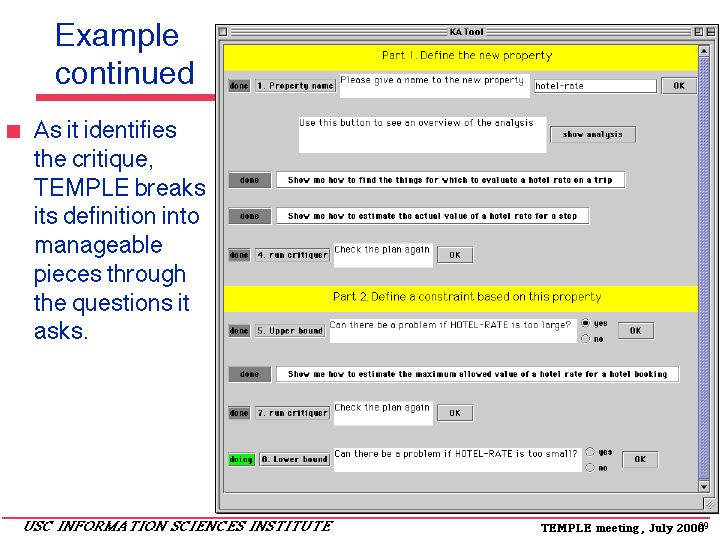 Example
continued
As it identifies
the critique,
TEMPLE breaks
its definition into
manageable
pieces through
the questions it
asks.
KA Tool
Part 1. Define the new property
done 1. Property name Please give a name to the new property. hotel-rate OK
Use this button to see an overview of the analysis show analysis
done Show me how to find the things for which to evaluate a hotel rate on a trip
done Show me how to estimate the actual value of a hotel rate for a step
done 4. run critiquer Check the plan again OK
Part 2. Define a constraint based on this property
done 5. Upper bound Can there be a problem if HOTEL-RATE is too large? yes OK
no
done Show me how to estimate the maximum allowed value of a hotel rate for a hotel booking
done 7. run critiquer Check the plan again OK
doing 8. Lower bound Can there be a problem if HOTEL-RATE is too small? yes OK
no
USC INFORMATION SCIENCES INSTITUTE
TEMPLE meeting, July 2000